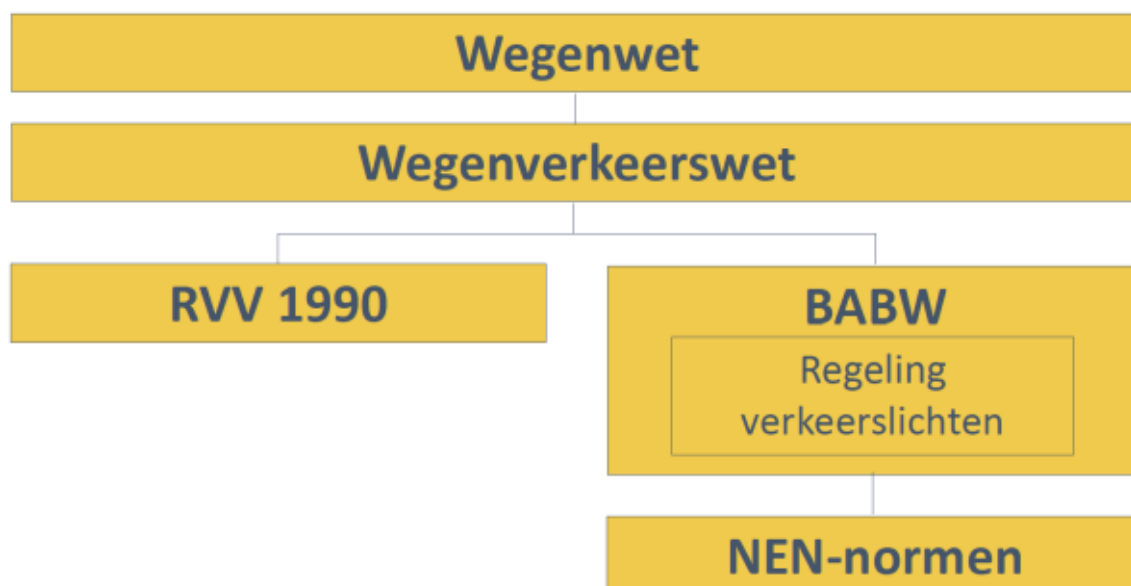 Wegenwet
Wegenverkeerswet
RVV 1990
BABW
Regeling
verkeerslichten
NEN-normen